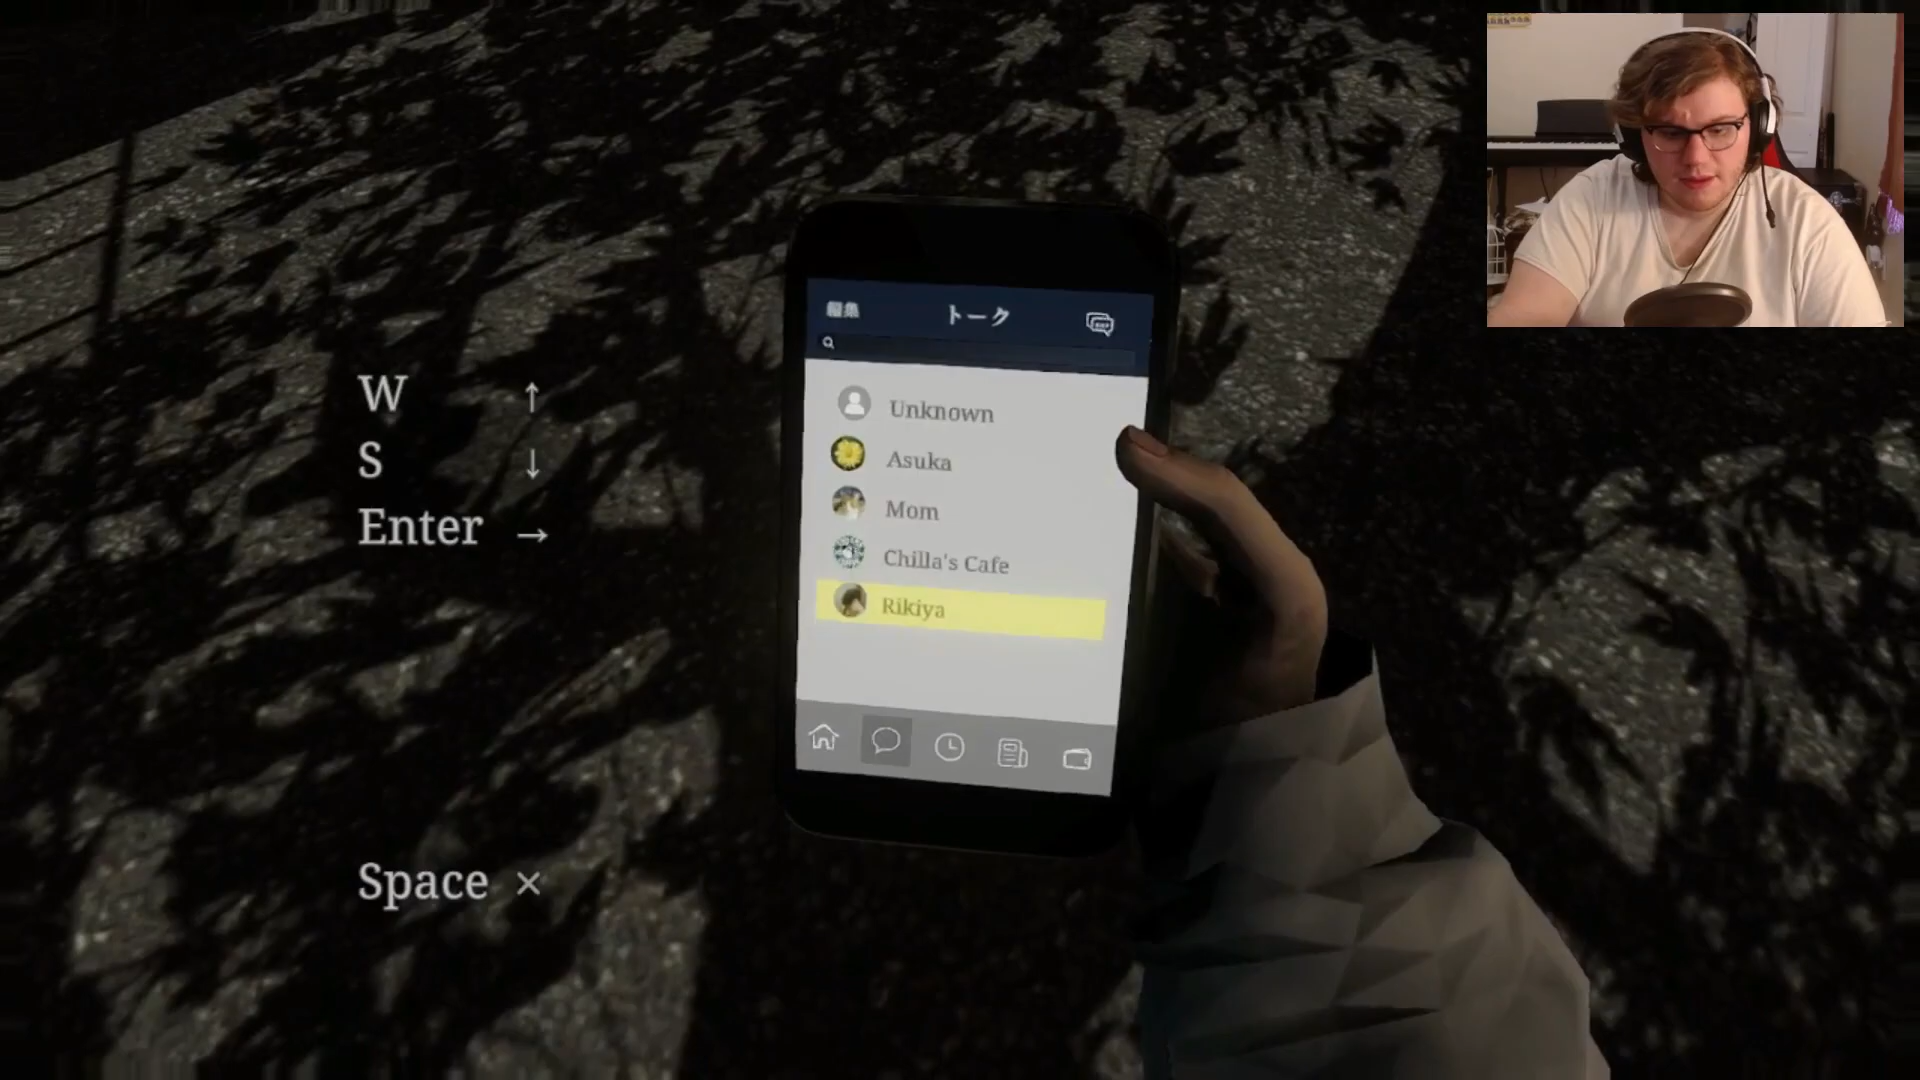 編集
トーク
Unknown
Asuka
Mom
Chilla's Cafe
Rikiya
W ↑
S ↓
Enter →
Space ×